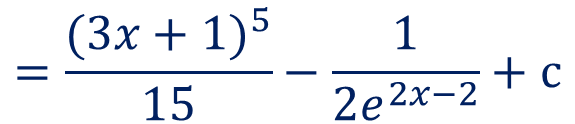 = (3x + 1)^5 / 15 − 1 / 2e^{2x−2} + c